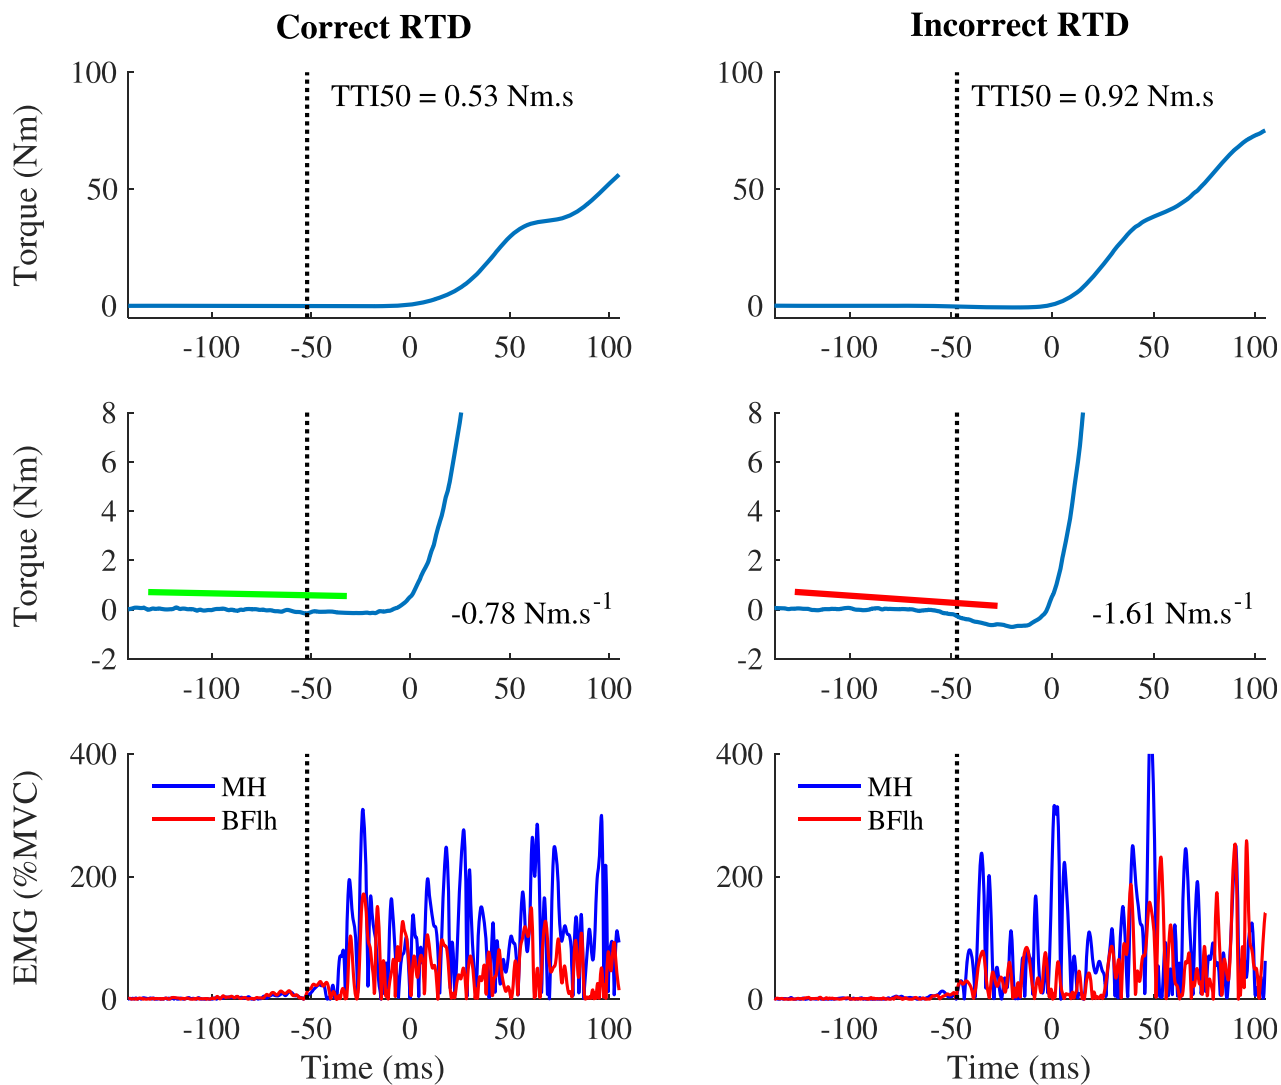 Correct RTD
Incorrect RTD
Torque (Nm)
100
50
0
TTI50 = 0.53 Nm.s
-100 -50 0 50 100
100
50
0
TTI50 = 0.92 Nm.s
-100 -50 0 50 100
Torque (Nm)
8
6
4
2
0
-2
-0.78 Nm.s-1
-100 -50 0 50 100
8
6
4
2
0
-2
-1.61 Nm.s-1
-100 -50 0 50 100
EMG (%MVC)
400
200
0
MH
BFlh
-100 -50 0 50 100
Time (ms)
400
200
0
MH
BFlh
-100 -50 0 50 100
Time (ms)